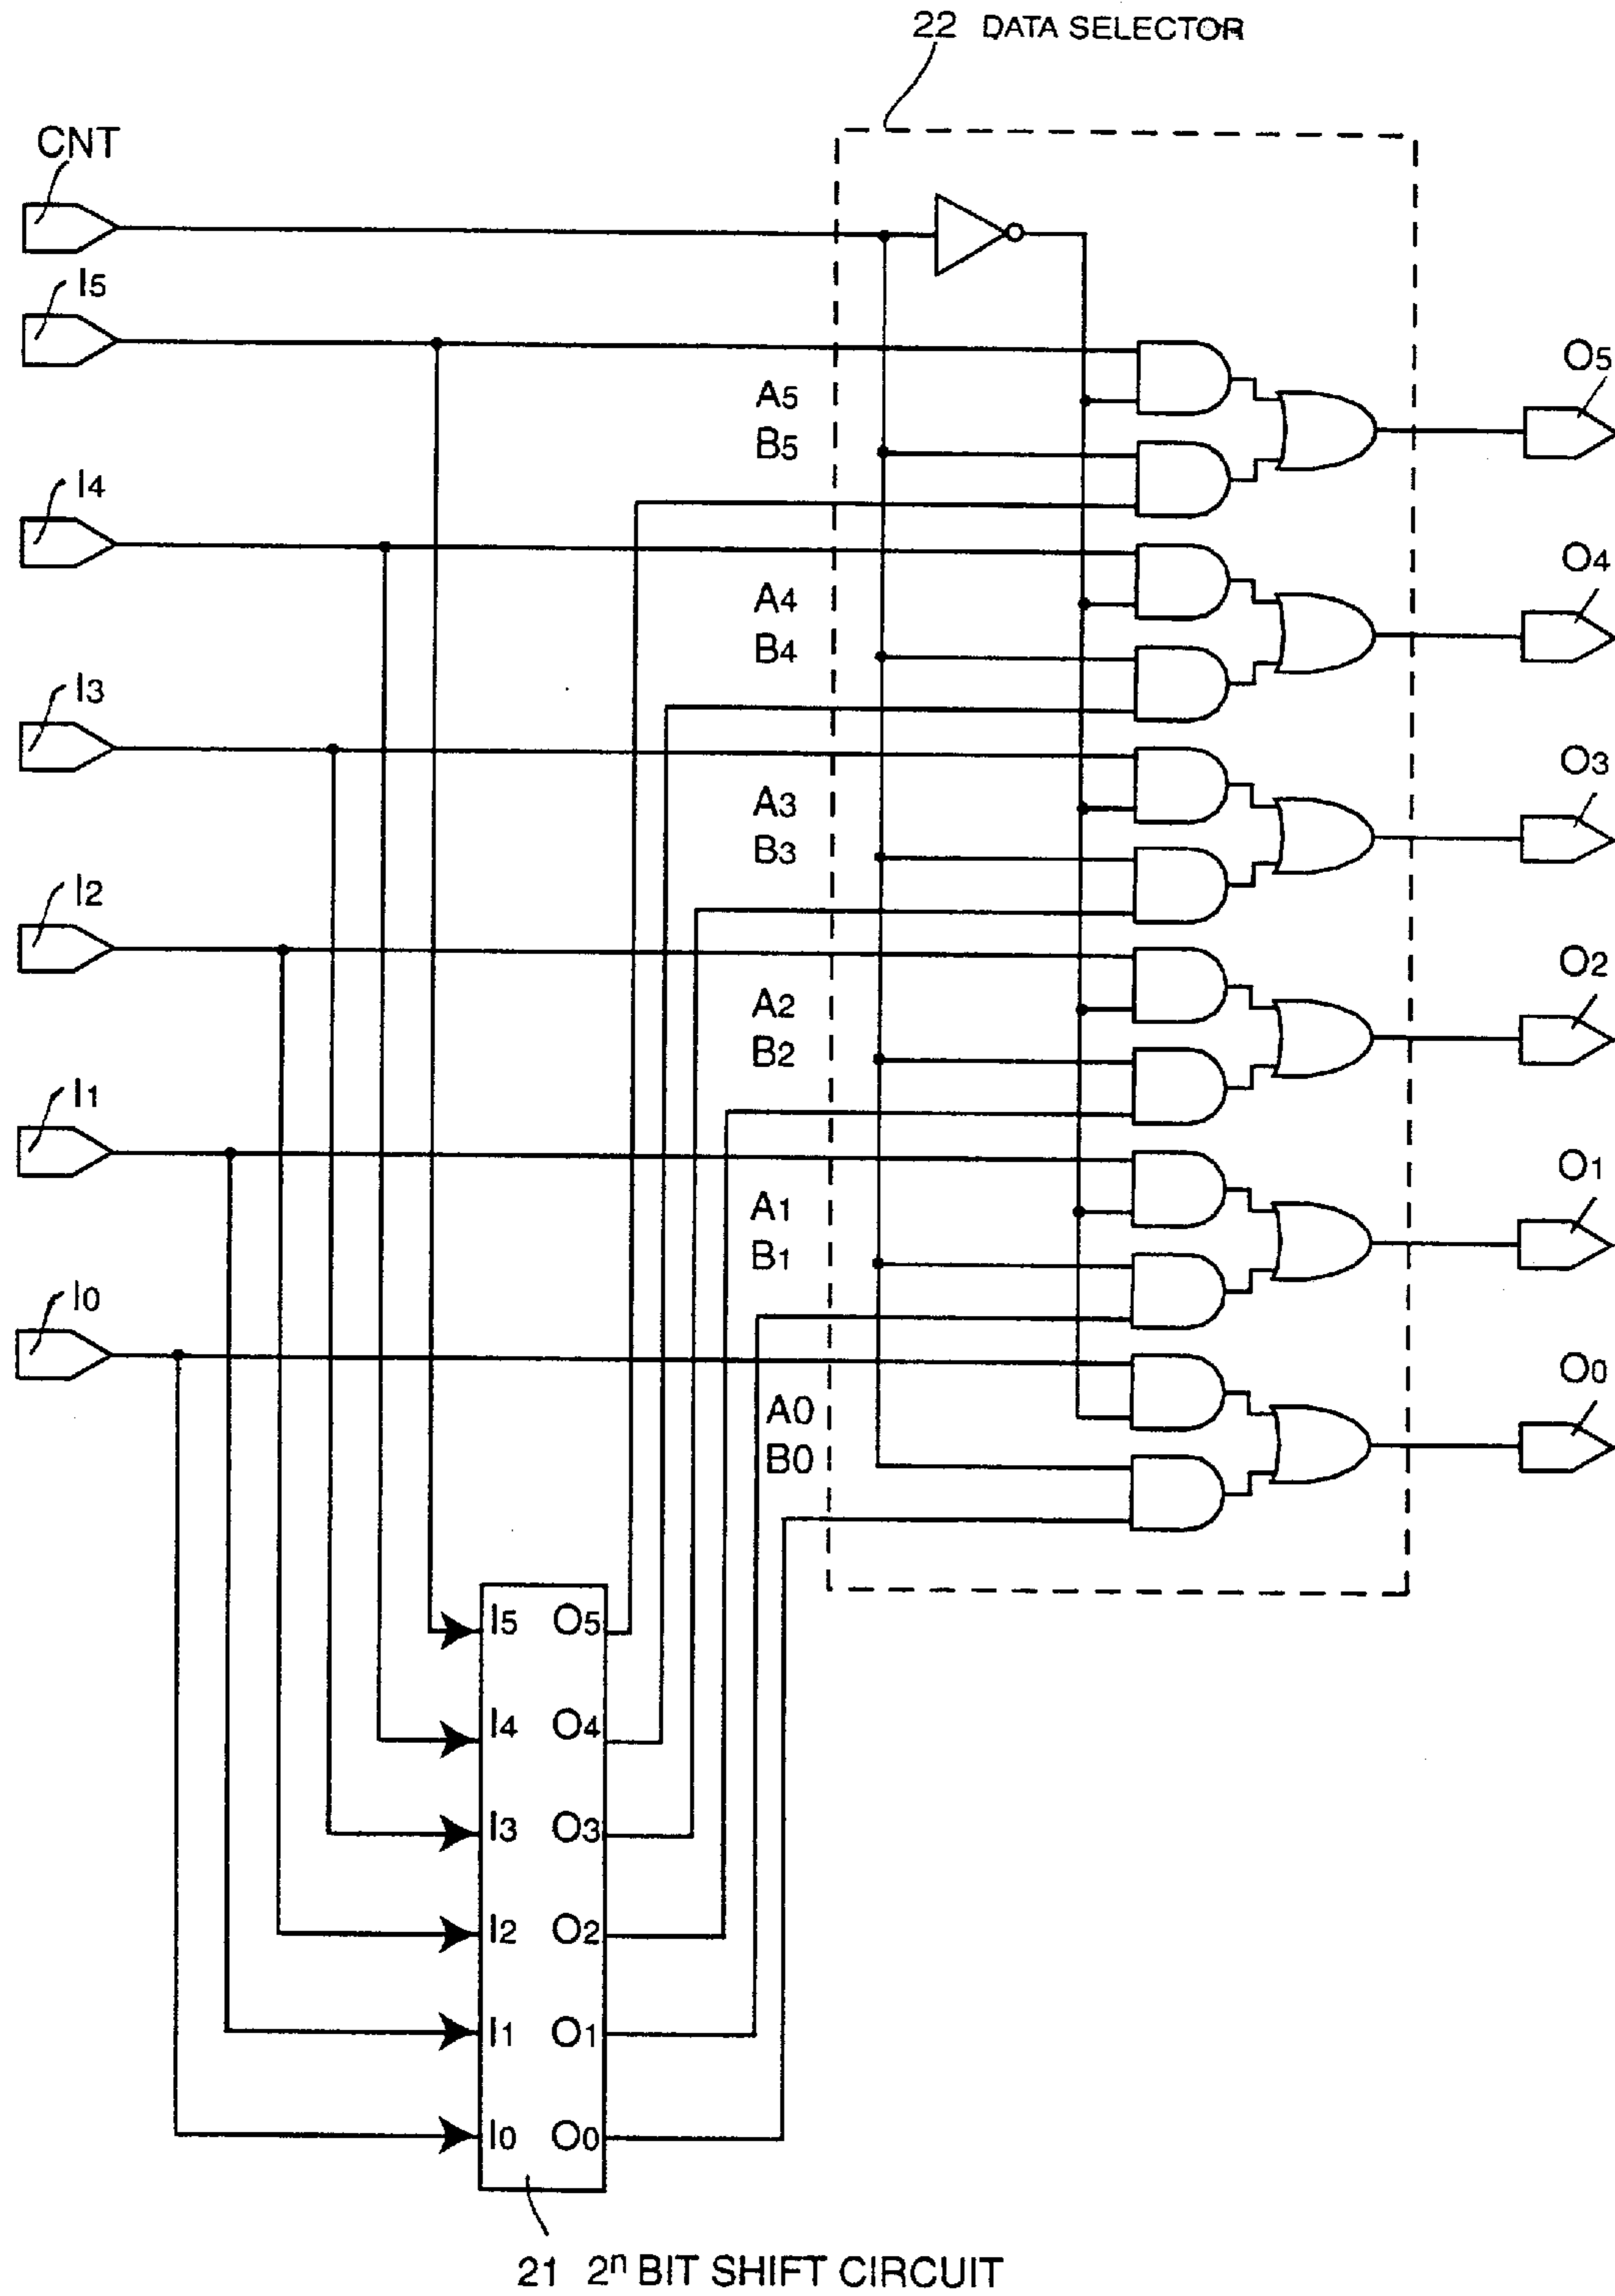 22 DATA SELECTOR
CNT
I5
O5
A5
B5
I4
O4
A4
B4
I3
O3
A3
B3
I2
O2
A2
B2
I1
O1
A1
B1
I0
O0
A0
B0
I5 O5
I4 O4
I3 O3
I2 O2
I1 O1
I0 O0
21 2ⁿ BIT SHIFT CIRCUIT